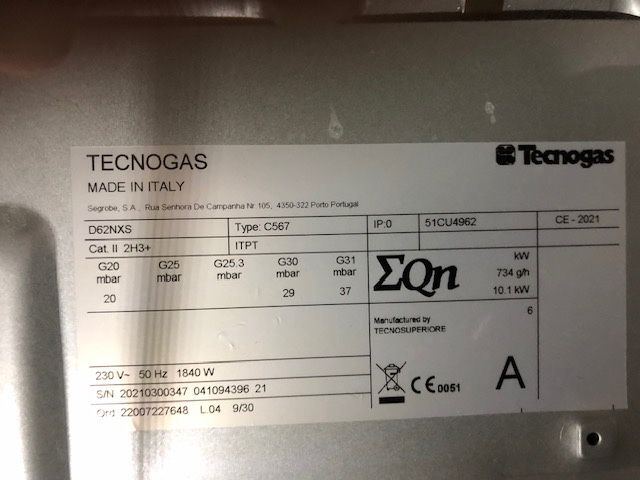 TECNOGAS
Tecnogas
MADE IN ITALY
Segrobe, S.A., Rua Senhora De Campanha Nr 105, 4350-322 Porto Portugal
D62NXS Type: C567 IP:0 51CU4962 CE - 2021
Cat. II 2H3+ ITPT
G20 G25 G25.3 G30 G31
mbar mbar mbar mbar mbar
20 29 37
ΣQn
kW
734 g/h
10.1 kW
6
Manufactured by
TECNOSUPERIORE
230 V~ 50 Hz 1840 W
S/N 20210300347 041094396 21
Ord 22007227648 L.04 9/30
CE 0051
A